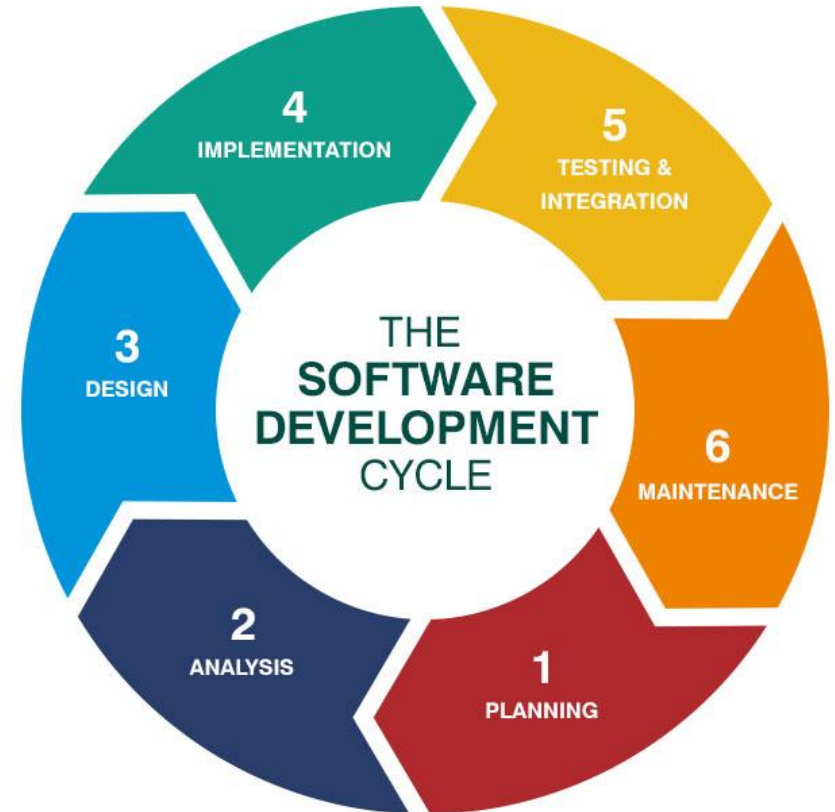 THE
SOFTWARE
DEVELOPMENT
CYCLE
1
PLANNING
2
ANALYSIS
3
DESIGN
4
IMPLEMENTATION
5
TESTING &
INTEGRATION
6
MAINTENANCE